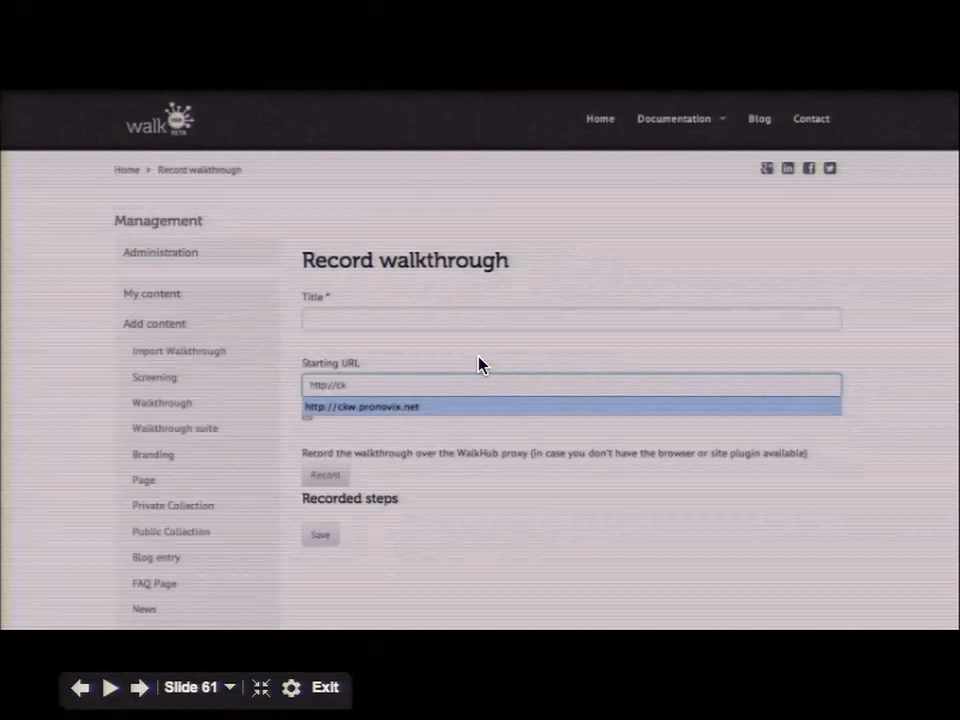 walk
Home
Documentation
Blog
Contact
Home > Record walkthrough
Management
Administration
My content
Add content
Import Walkthrough
Screening
Walkthrough
Walkthrough suite
Branding
Page
Private Collection
Public Collection
Blog entry
FAQ Page
News
Record walkthrough
Title *
Starting URL
http://ck
http://ckw.pronovix.net
Record the walkthrough over the WalkHub proxy (in case you don't have the browser or site plugin available)
Record
Recorded steps
Save
Slide 61
Exit